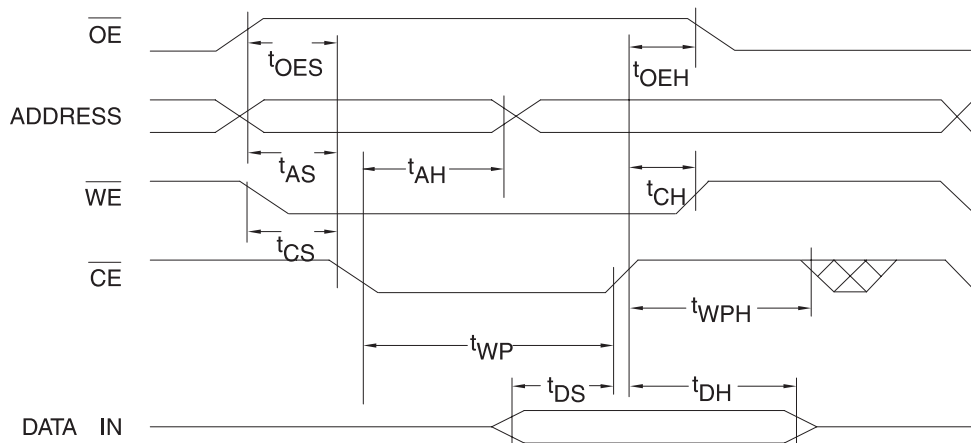 OE
tOES
tOEH
ADDRESS
tAS
tAH
WE
tCH
tCS
CE
tWPH
tWP
tDS
tDH
DATA IN